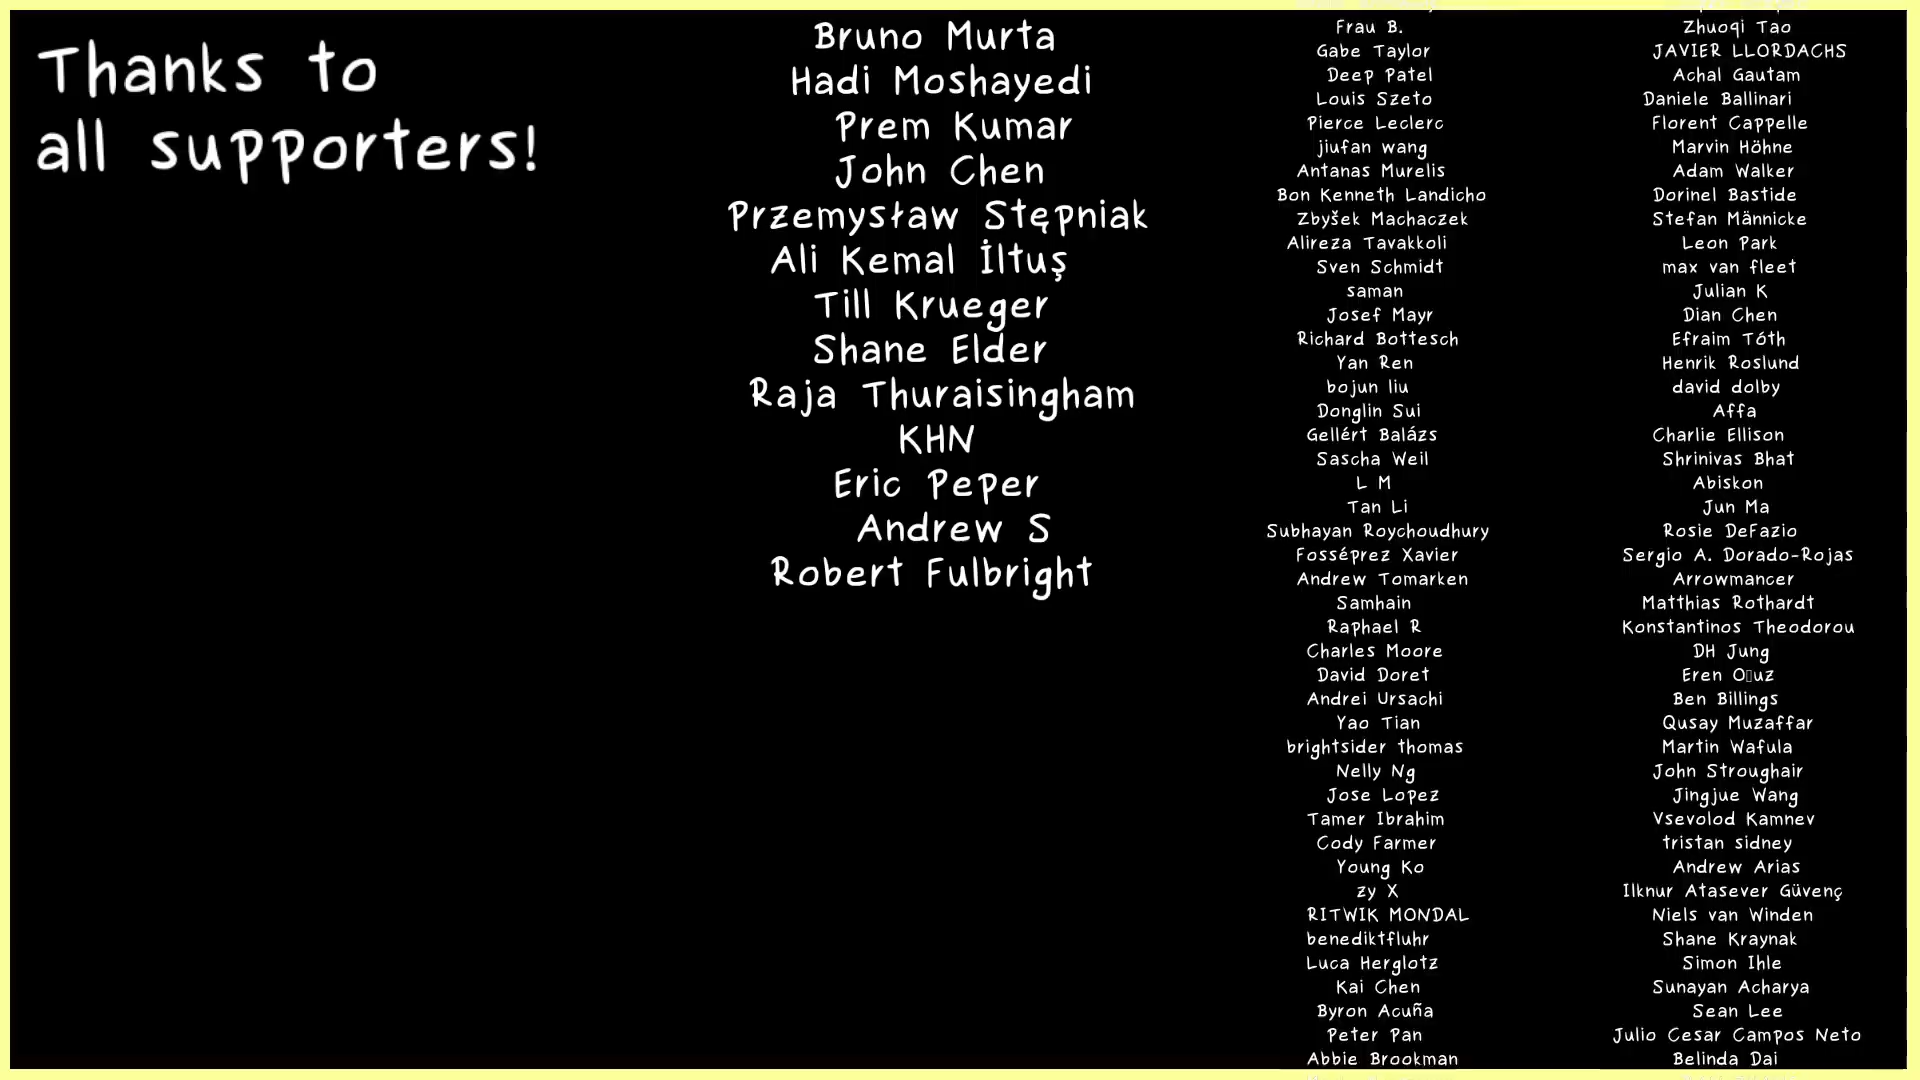 Thanks to
all supporters!
Bruno Murta
Hadi Moshayedi
Prem Kumar
John Chen
Przemysław Stępniak
Ali Kemal İltuş
Till Krueger
Shane Elder
Raja Thuraisingham
KHN
Eric Peper
Andrew S
Robert Fulbright
Frau B.
Gabe Taylor
Deep Patel
Louis Szeto
Pierce Leclerc
jiufan wang
Antanas Murelis
Bon Kenneth Landicho
Zbyšek Machaczek
Alireza Tavakkoli
Sven Schmidt
saman
Josef Mayr
Richard Bottesch
Yan Ren
bojun liu
Donglin Sui
Gellért Balázs
Sascha Weil
L M
Tan Li
Subhayan Roychoudhury
Fosséprez Xavier
Andrew Tomarken
Samhain
Raphael R
Charles Moore
David Doret
Andrei Ursachi
Yao Tian
brightsider thomas
Nelly Ng
Jose Lopez
Tamer Ibrahim
Cody Farmer
Young Ko
zy X
RITWIK MONDAL
benediktfluhr
Luca Herglotz
Kai Chen
Byron Acuña
Peter Pan
Abbie Brookman
Zhuoqi Tao
JAVIER LLORDACHS
Achal Gautam
Daniele Ballinari
Florent Cappelle
Marvin Höhne
Adam Walker
Dorinel Bastide
Stefan Männicke
Leon Park
max van fleet
Julian K
Dian Chen
Efraim Tóth
Henrik Roslund
david dolby
Affa
Charlie Ellison
Shrinivas Bhat
Abiskon
Jun Ma
Rosie DeFazio
Sergio A. Dorado-Rojas
Arrowmancer
Matthias Rothardt
Konstantinos Theodorou
DH Jung
Eren O▯uz
Ben Billings
Qusay Muzaffar
Martin Wafula
John Stroughair
Jingjue Wang
Vsevolod Kamnev
tristan sidney
Andrew Arias
Ilknur Atasever Güvenç
Niels van Winden
Shane Kraynak
Simon Ihle
Sunayan Acharya
Sean Lee
Julio Cesar Campos Neto
Belinda Dai